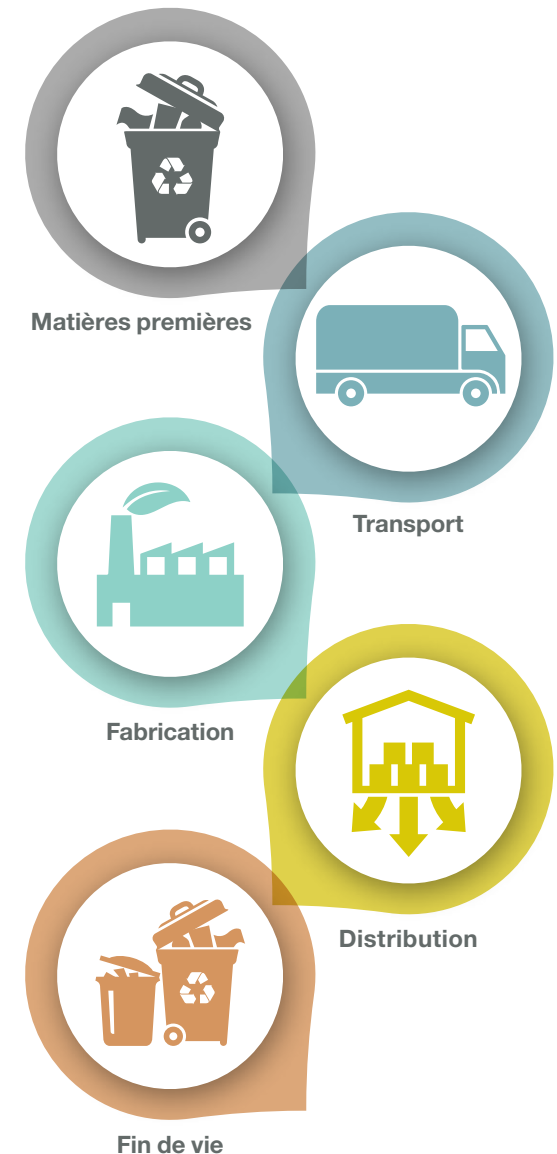 Matières premières
Transport
Fabrication
Distribution
Fin de vie